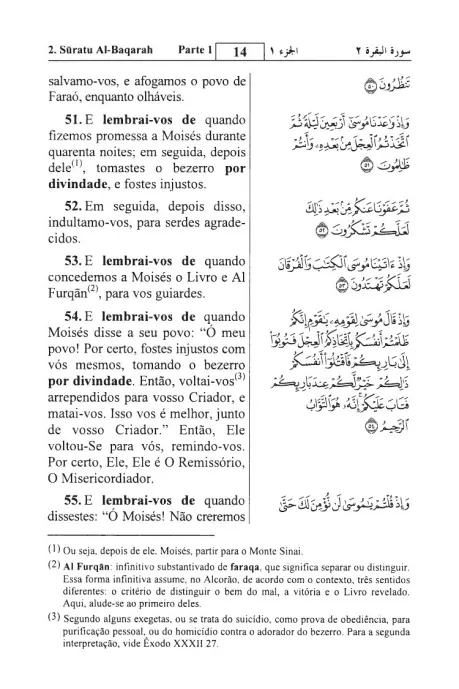 2. Sūratu Al-Baqarah Parte 1 14 الجزء ١ سورة البقرة ٢
salvamo-vos, e afogamos o povo de
Faraó, enquanto olháveis.
51. E lembrai-vos de quando
fizemos promessa a Moisés durante
quarenta noites; em seguida, depois
dele(1), tomastes o bezerro por
divindade, e fostes injustos.
52. Em seguida, depois disso,
indultamo-vos, para serdes agrade-
cidos.
53. E lembrai-vos de quando
concedemos a Moisés o Livro e Al
Furqān(2), para vos guiardes.
54. E lembrai-vos de quando
Moisés disse a seu povo: “Ó meu
povo! Por certo, fostes injustos com
vós mesmos, tomando o bezerro
por divindade. Então, voltai-vos(3)
arrependidos para vosso Criador, e
matai-vos. Isso vos é melhor, junto
de vosso Criador.” Então, Ele
voltou-Se para vós, remindo-vos.
Por certo, Ele, Ele é O Remissório,
O Misericordiador.
55. E lembrai-vos de quando
dissestes: “Ó Moisés! Não creremos
تَنظُرُونَ ٥٠
وَإِذْ وَٰعَدْنَا مُوسَىٰٓ أَرْبَعِينَ لَيْلَةً ثُمَّ
ٱتَّخَذْتُمُ ٱلْعِجْلَ مِنۢ بَعْدِهِۦ وَأَنتُمْ
ظَٰلِمُونَ ٥١
ثُمَّ عَفَوْنَا عَنكُم مِّنۢ بَعْدِ ذَٰلِكَ
لَعَلَّكُمْ تَشْكُرُونَ ٥٢
وَإِذْ ءَاتَيْنَا مُوسَى ٱلْكِتَٰبَ وَٱلْفُرْقَانَ
لَعَلَّكُمْ تَهْتَدُونَ ٥٣
وَإِذْ قَالَ مُوسَىٰ لِقَوْمِهِۦ يَٰقَوْمِ إِنَّكُمْ
ظَلَمْتُمْ أَنفُسَكُم بِٱتِّخَاذِكُمُ ٱلْعِجْلَ فَتُوبُوٓا۟
إِلَىٰ بَارِئِكُمْ فَٱقْتُلُوٓا۟ أَنفُسَكُمْ
ذَٰلِكُمْ خَيْرٌ لَّكُمْ عِندَ بَارِئِكُمْ
فَتَابَ عَلَيْكُمْ إِنَّهُۥ هُوَ ٱلتَّوَّابُ
ٱلرَّحِيمُ ٥٤
وَإِذْ قُلْتُمْ يَٰمُوسَىٰ لَن نُّؤْمِنَ لَكَ حَتَّىٰ
(1) Ou seja, depois de ele, Moisés, partir para o Monte Sinai.
(2) Al Furqān: infinitivo substantivado de faraqa, que significa separar ou distinguir.
Essa forma infinitiva assume, no Alcorão, de acordo com o contexto, três sentidos
diferentes: o critério de distinguir o bem do mal, a vitória e o Livro revelado.
Aqui, alude-se ao primeiro deles.
(3) Segundo alguns exegetas, ou se trata do suicídio, como prova de obediência, para
purificação pessoal, ou do homicídio contra o adorador do bezerro. Para a segunda
interpretação, vide Êxodo XXXII 27.